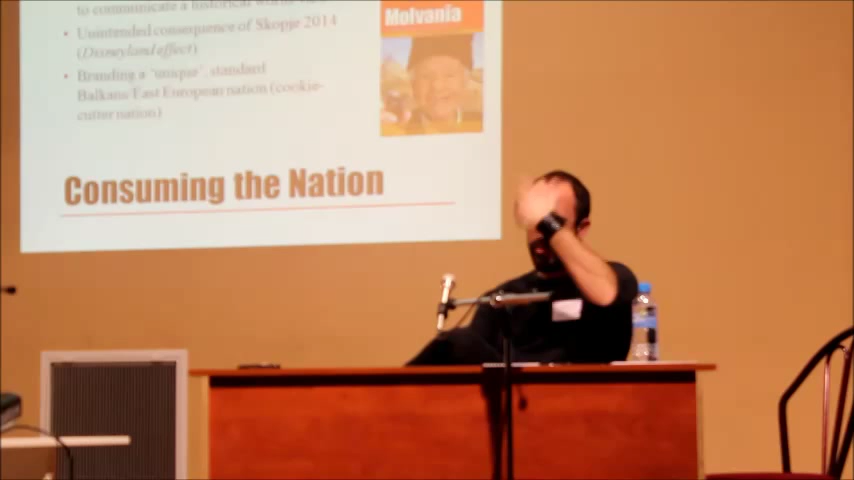 to communicate a historical
• Unintended consequence of Skopje 2014
(Disneyland effect)
• Branding a 'unique', standard
Balkans/East European nation (cookie-
cutter nation)
Molvanîa
Consuming the Nation